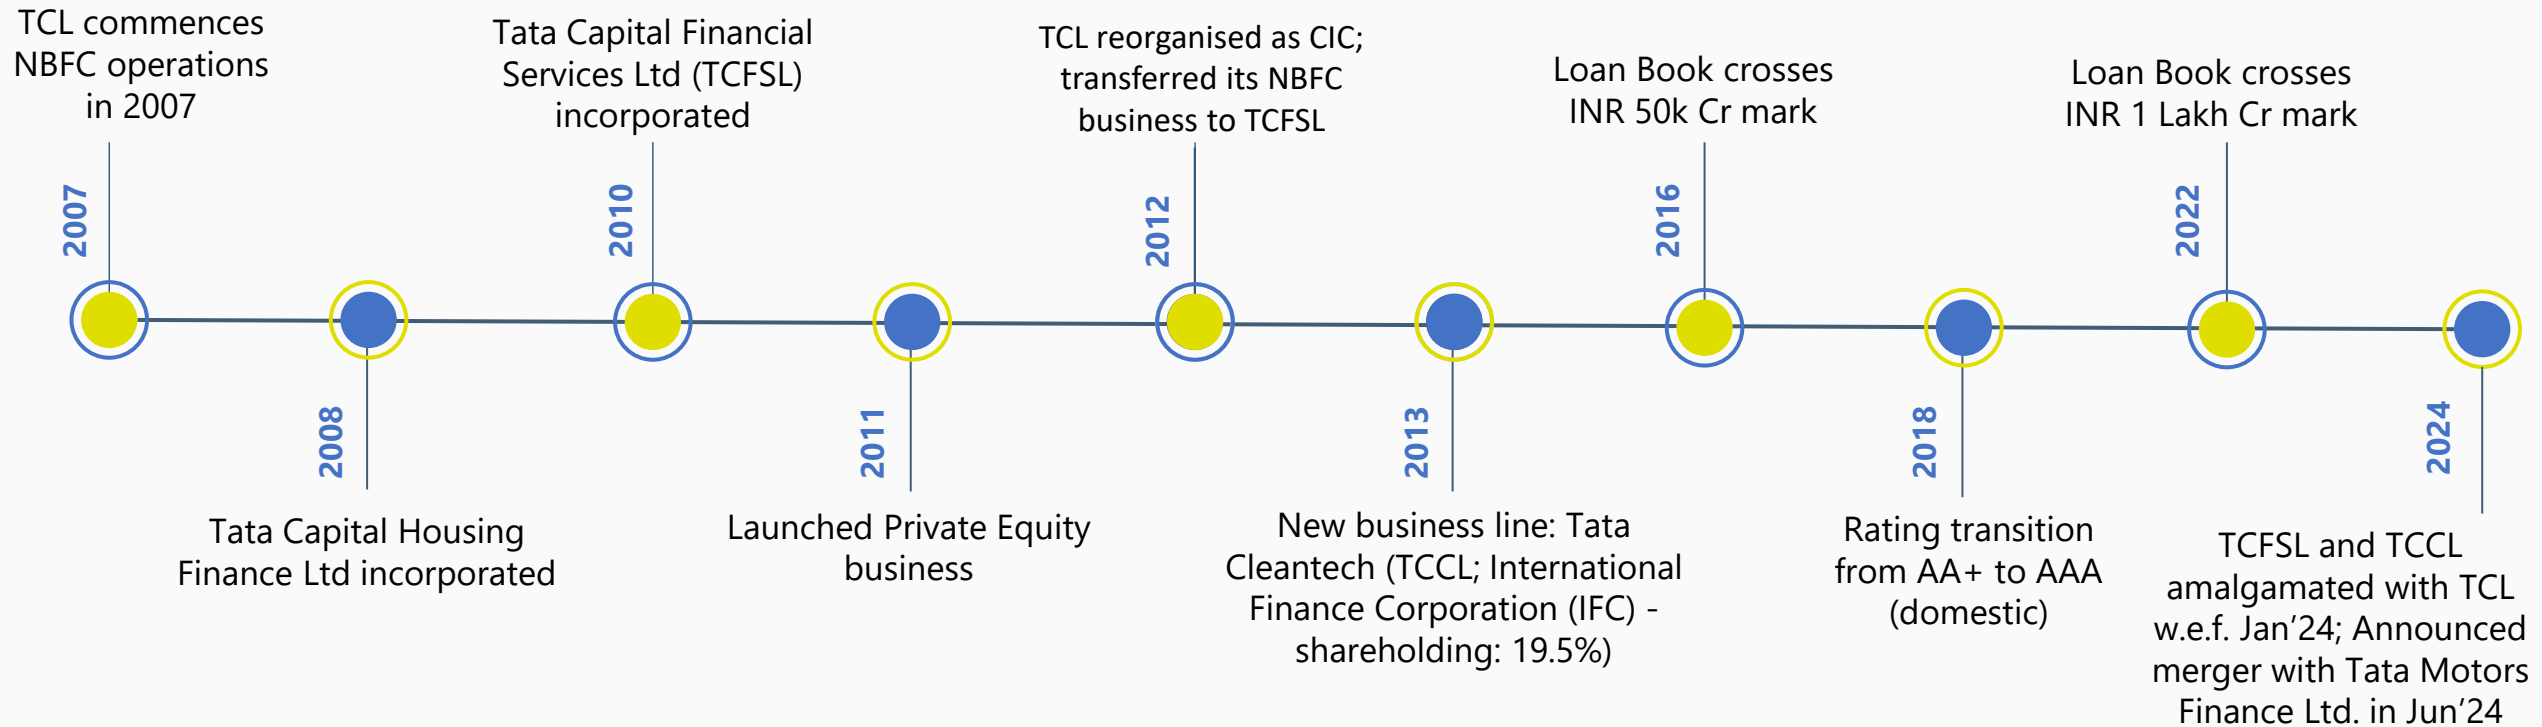 TCL commences
NBFC operations
in 2007
2007
2008
Tata Capital Housing
Finance Ltd incorporated
Tata Capital Financial
Services Ltd (TCFSL)
incorporated
2010
2011
Launched Private Equity
business
TCL reorganised as CIC;
transferred its NBFC
business to TCFSL
2012
2013
New business line: Tata
Cleantech (TCCL; International
Finance Corporation (IFC) -
shareholding: 19.5%)
Loan Book crosses
INR 50k Cr mark
2016
2018
Rating transition
from AA+ to AAA
(domestic)
Loan Book crosses
INR 1 Lakh Cr mark
2022
2024
TCFSL and TCCL
amalgamated with TCL
w.e.f. Jan’24; Announced
merger with Tata Motors
Finance Ltd. in Jun’24